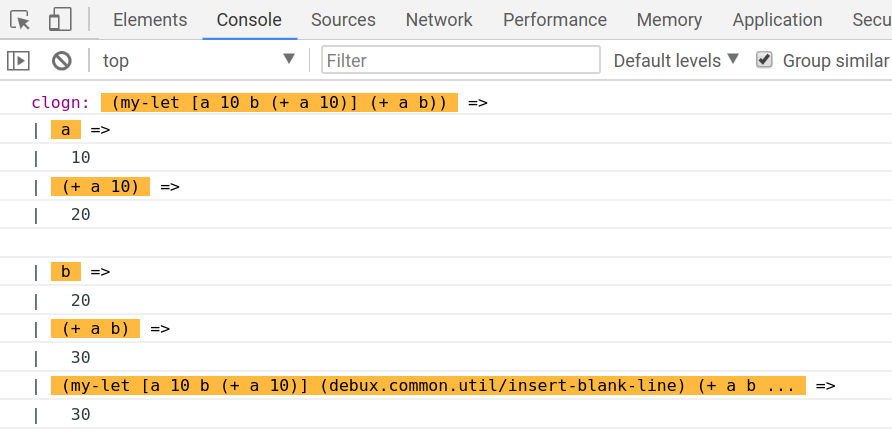 Elements Console Sources Network Performance Memory Application Secu
top Filter Default levels Group similar
clogn: (my-let [a 10 b (+ a 10)] (+ a b)) =>
| a =>
| 10
| (+ a 10) =>
| 20
| b =>
| 20
| (+ a b) =>
| 30
| (my-let [a 10 b (+ a 10)] (debux.common.util/insert-blank-line) (+ a b ... =>
| 30